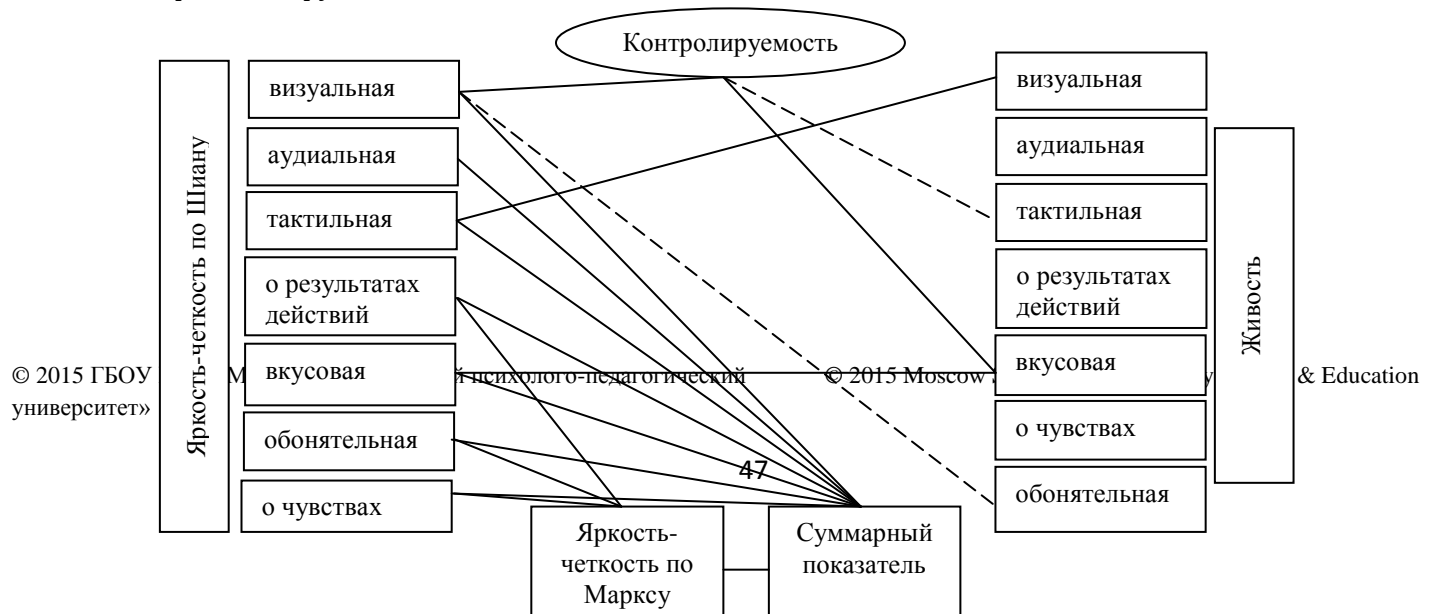 Контролируемость
Яркость-четкость по Шиану
визуальная
аудиальная
тактильная
о результатах
действий
вкусовая
обонятельная
о чувствах
визуальная
аудиальная
тактильная
о результатах
действий
вкусовая
о чувствах
обонятельная
Живость
© 2015 ГБОУ
психолого-педагогический
университет»
© 2015 Moscow
& Education
47
Яркость-
четкость по
Марксу
Суммарный
показатель